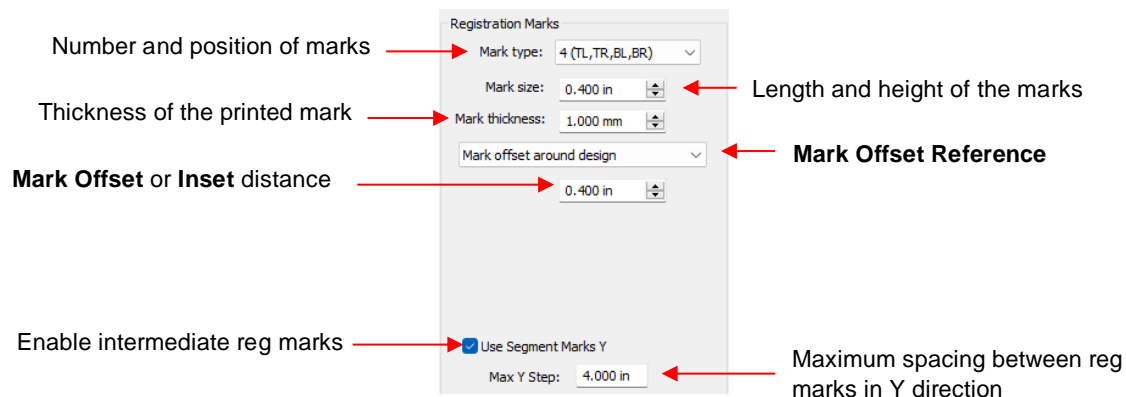 Registration Marks
Number and position of marks
Mark type: 4 (TL,TR,BL,BR)
Mark size: 0.400 in
Length and height of the marks
Thickness of the printed mark
Mark thickness: 1.000 mm
Mark offset around design
Mark Offset Reference
Mark Offset or Inset distance
0.400 in
Enable intermediate reg marks
Use Segment Marks Y
Max Y Step: 4.000 in
Maximum spacing between reg
marks in Y direction